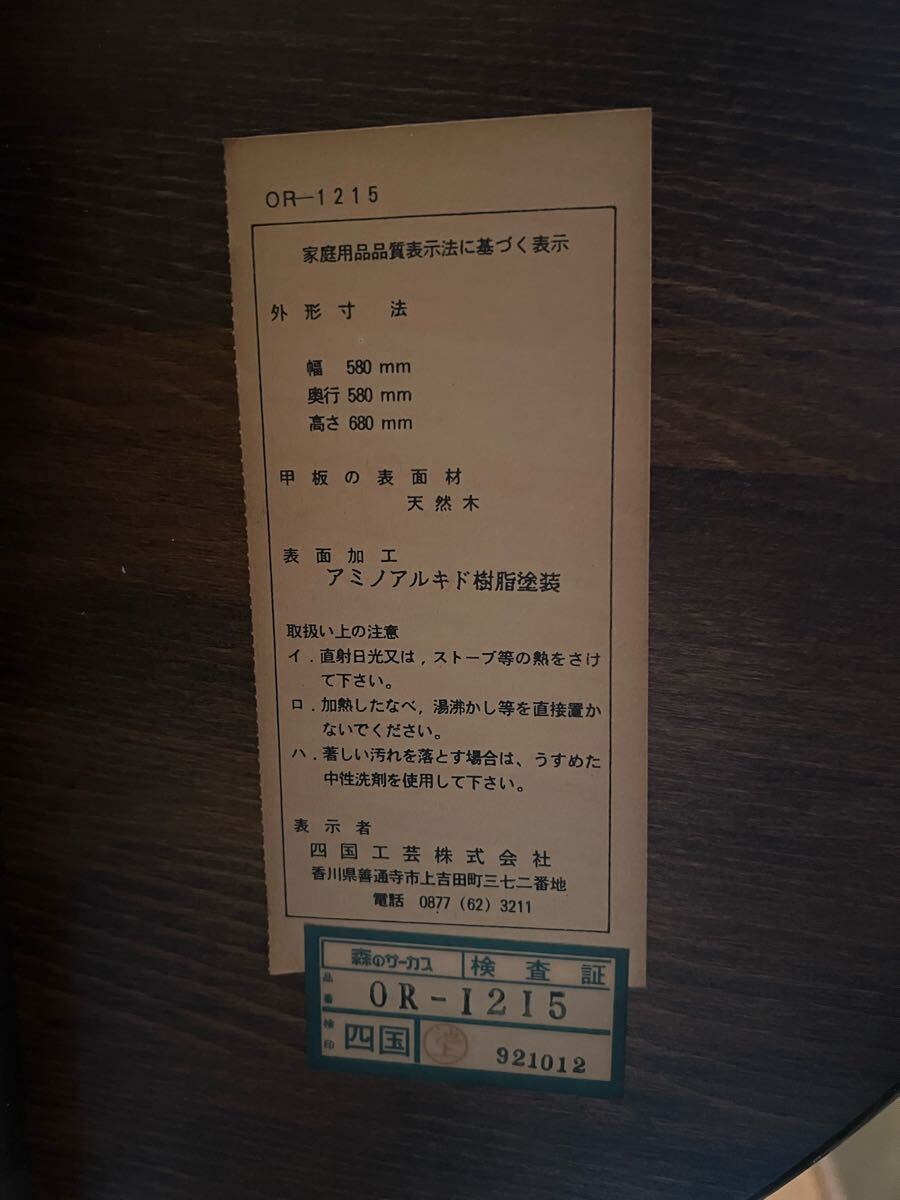 OR-1215
家庭用品品質表示法に基づく表示
外形寸 法
幅 580 mm
奥行 580 mm
高さ 680 mm
甲板の表面材
天然木
表面加工
アミノアルキド樹脂塗装
取扱い上の注意
イ.直射日光又は,ストーブ等の熱をさけ
て下さい。
ロ.加熱したなべ,湯沸かし等を直接置か
ないでください。
ハ.著しい汚れを落とす場合は、うすめた
中性洗剤を使用して下さい。
表示者
四国工芸株式会社
香川県善通寺市上吉田町三七二番地
電話 0877 (62) 3211
森のサーカス 検査証
品番 OR-1215
検印 四国 池上 921012